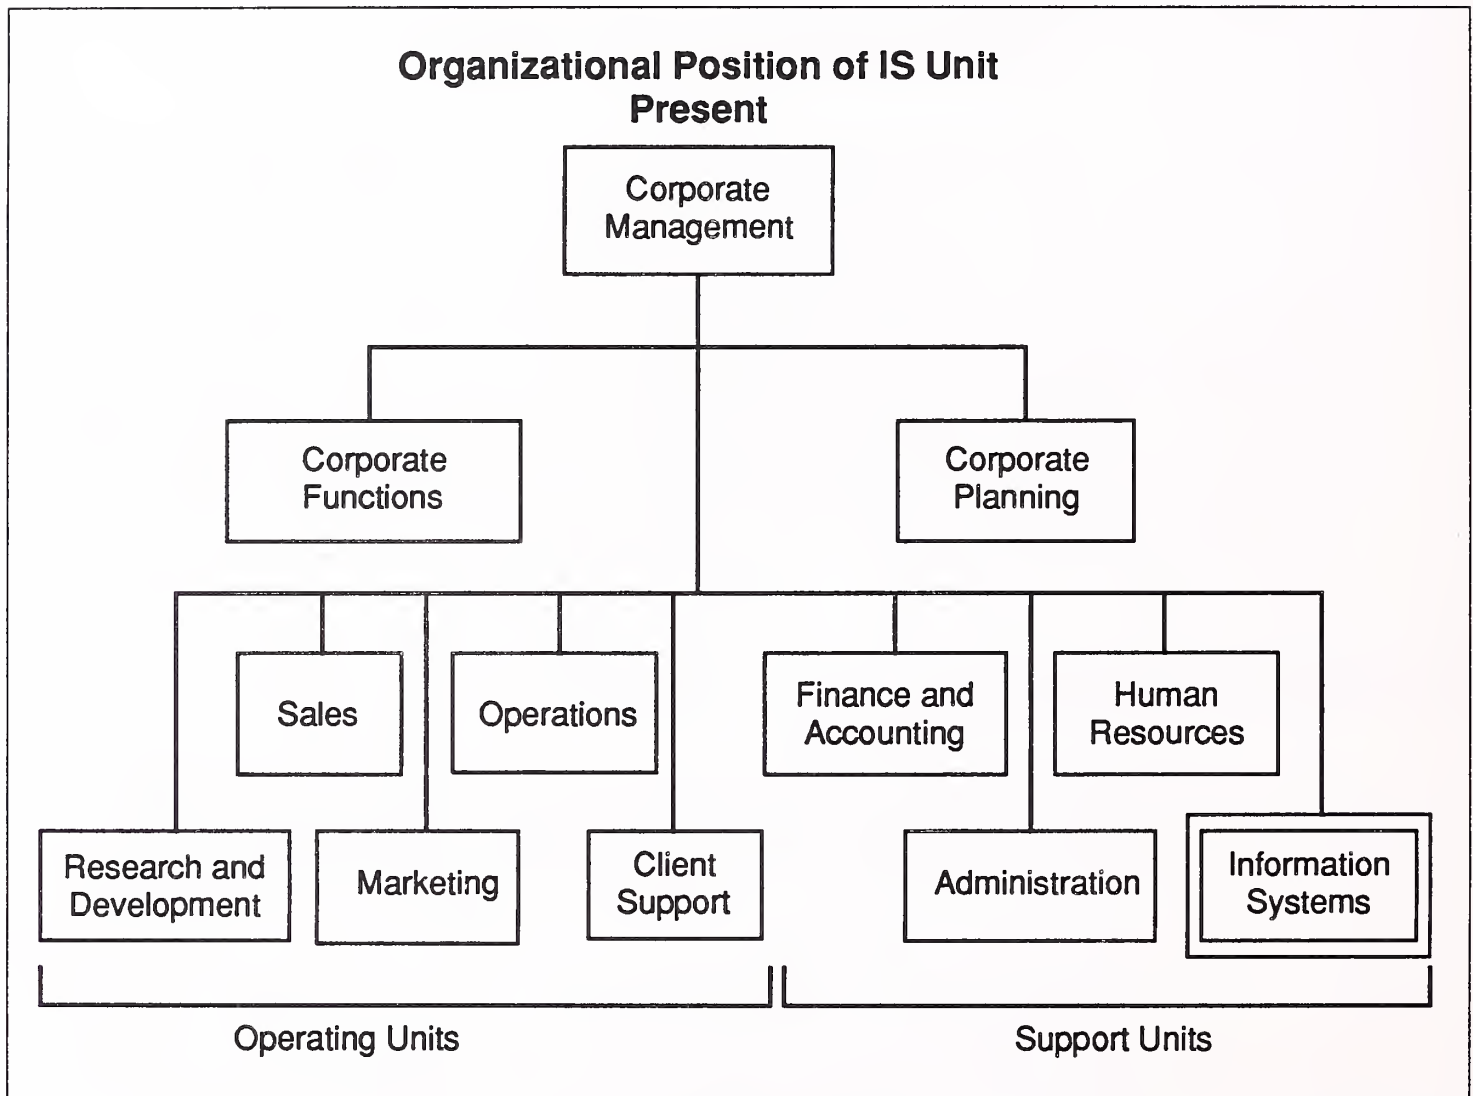 Organizational Position of IS Unit
Present
Corporate
Management
Corporate
Functions
Corporate
Planning
Sales
Operations
Finance and
Accounting
Human
Resources
Research and
Development
Marketing
Client
Support
Administration
Information
Systems
Operating Units
Support Units